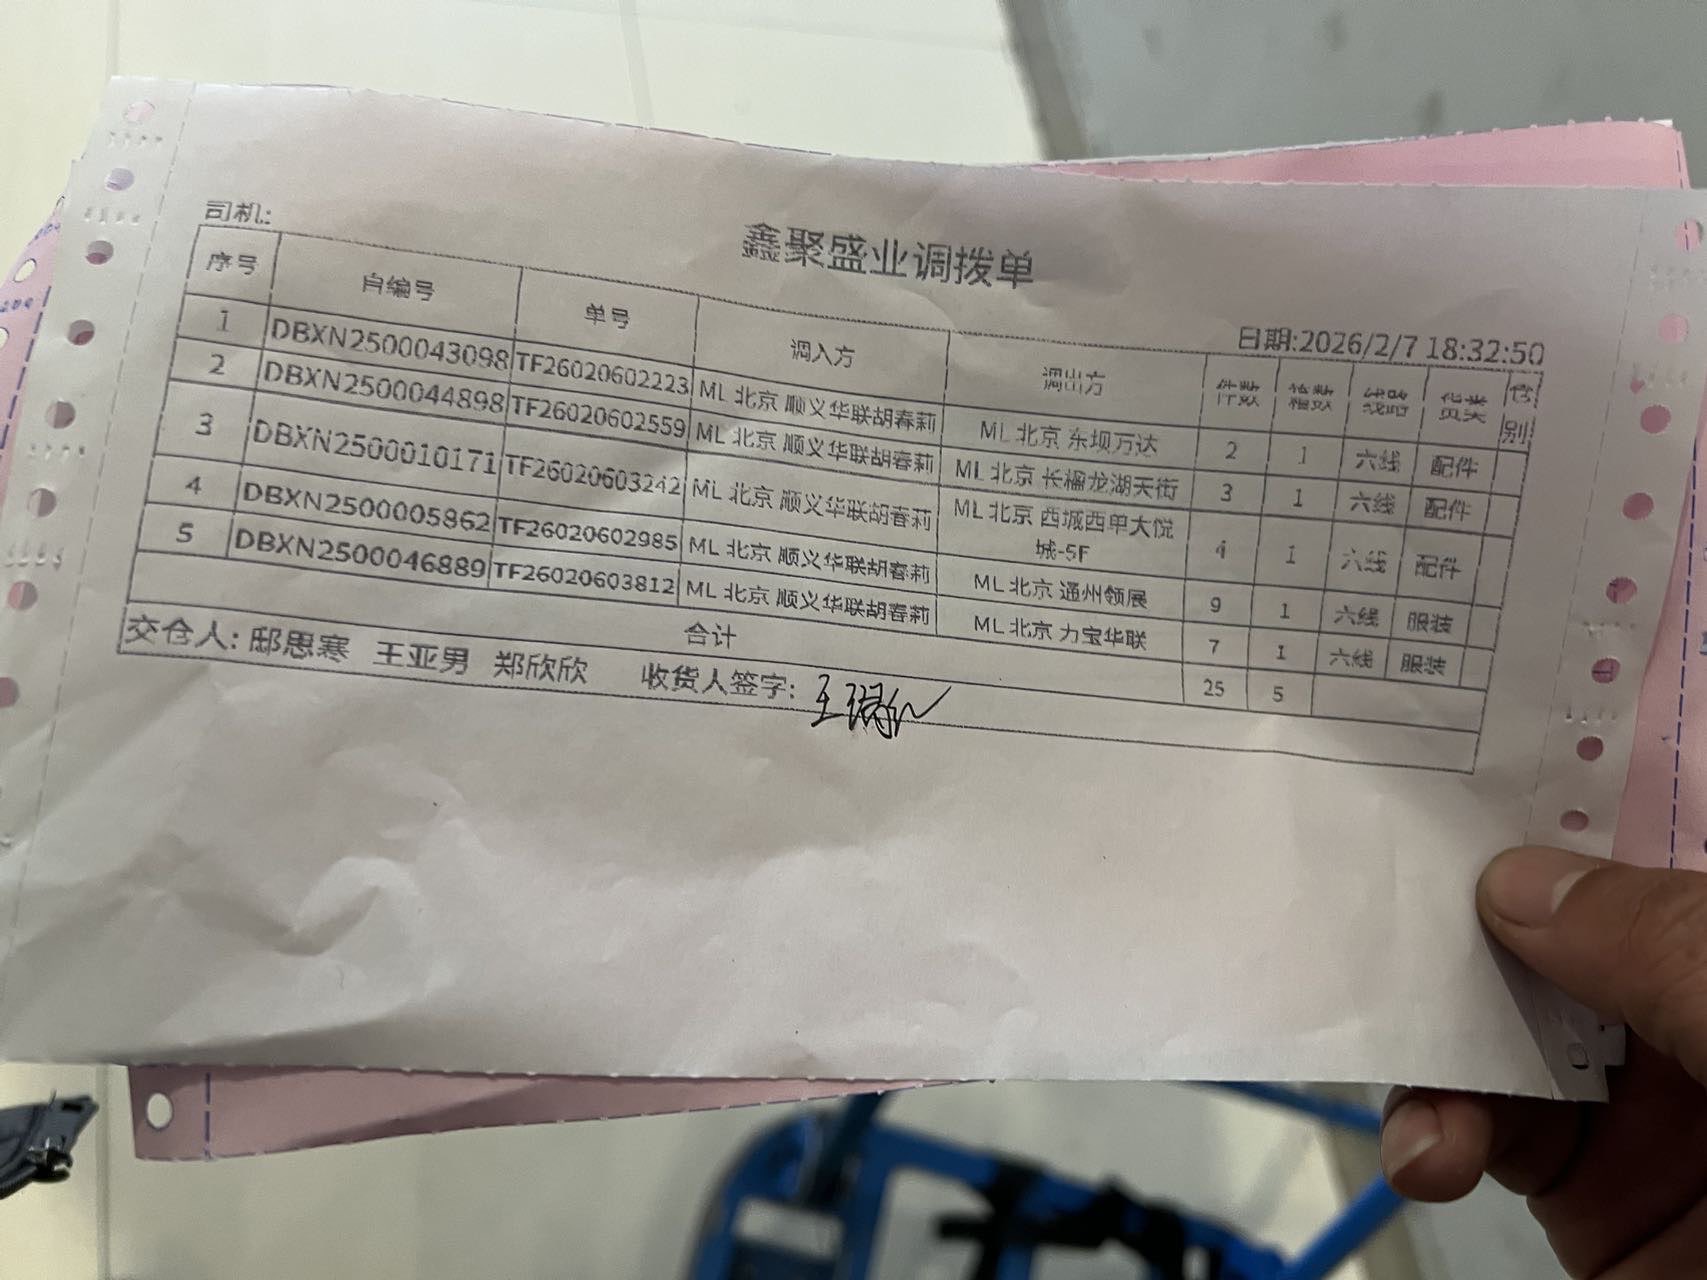 鑫聚盛业调拨单
司机:
日期:2026/2/7 18:32:50
序号 自编号 单号 调入方 调出方 件数 箱数 线路 货类 仓别
1 DBXN2500043098 TF26020602223 ML 北京 顺义华联胡春莉 ML 北京 东坝万达 2 1 六线 配件
2 DBXN2500044898 TF26020602559 ML 北京 顺义华联胡春莉 ML 北京 长楹龙湖天街 3 1 六线 配件
3 DBXN2500010171 TF26020603242 ML 北京 顺义华联胡春莉 ML 北京 西城西单大悦城-5F 4 1 六线 配件
4 DBXN2500005862 TF26020602985 ML 北京 顺义华联胡春莉 ML 北京 通州领展 9 1 六线 服装
5 DBXN2500046889 TF26020603812 ML 北京 顺义华联胡春莉 ML 北京 力宝华联 7 1 六线 服装
合计 25 5
交仓人: 邸思寒 王亚男 郑欣欣 收货人签字: